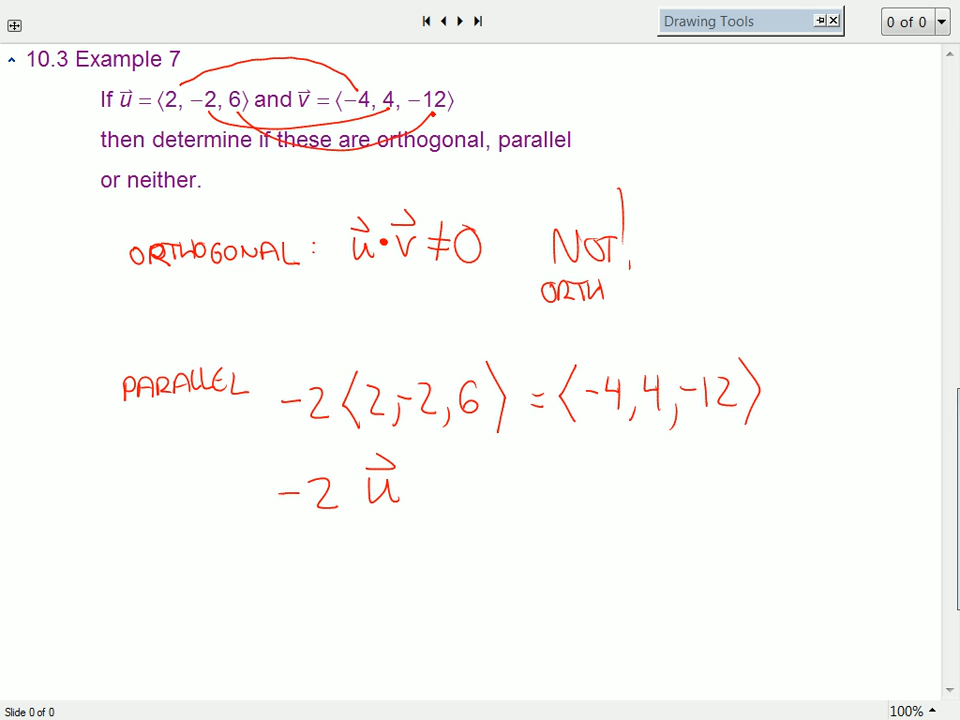 Drawing Tools
0 of 0
10.3 Example 7
If u⃗ = ⟨2, −2, 6⟩ and v⃗ = ⟨−4, 4, −12⟩
then determine if these are orthogonal, parallel
or neither.
ORTHOGONAL: u⃗ • v⃗ ≠ 0 NOT!
ORTH
PARALLEL -2⟨2,-2,6⟩ = ⟨-4,4,-12⟩
-2 u⃗
Slide 0 of 0
100%